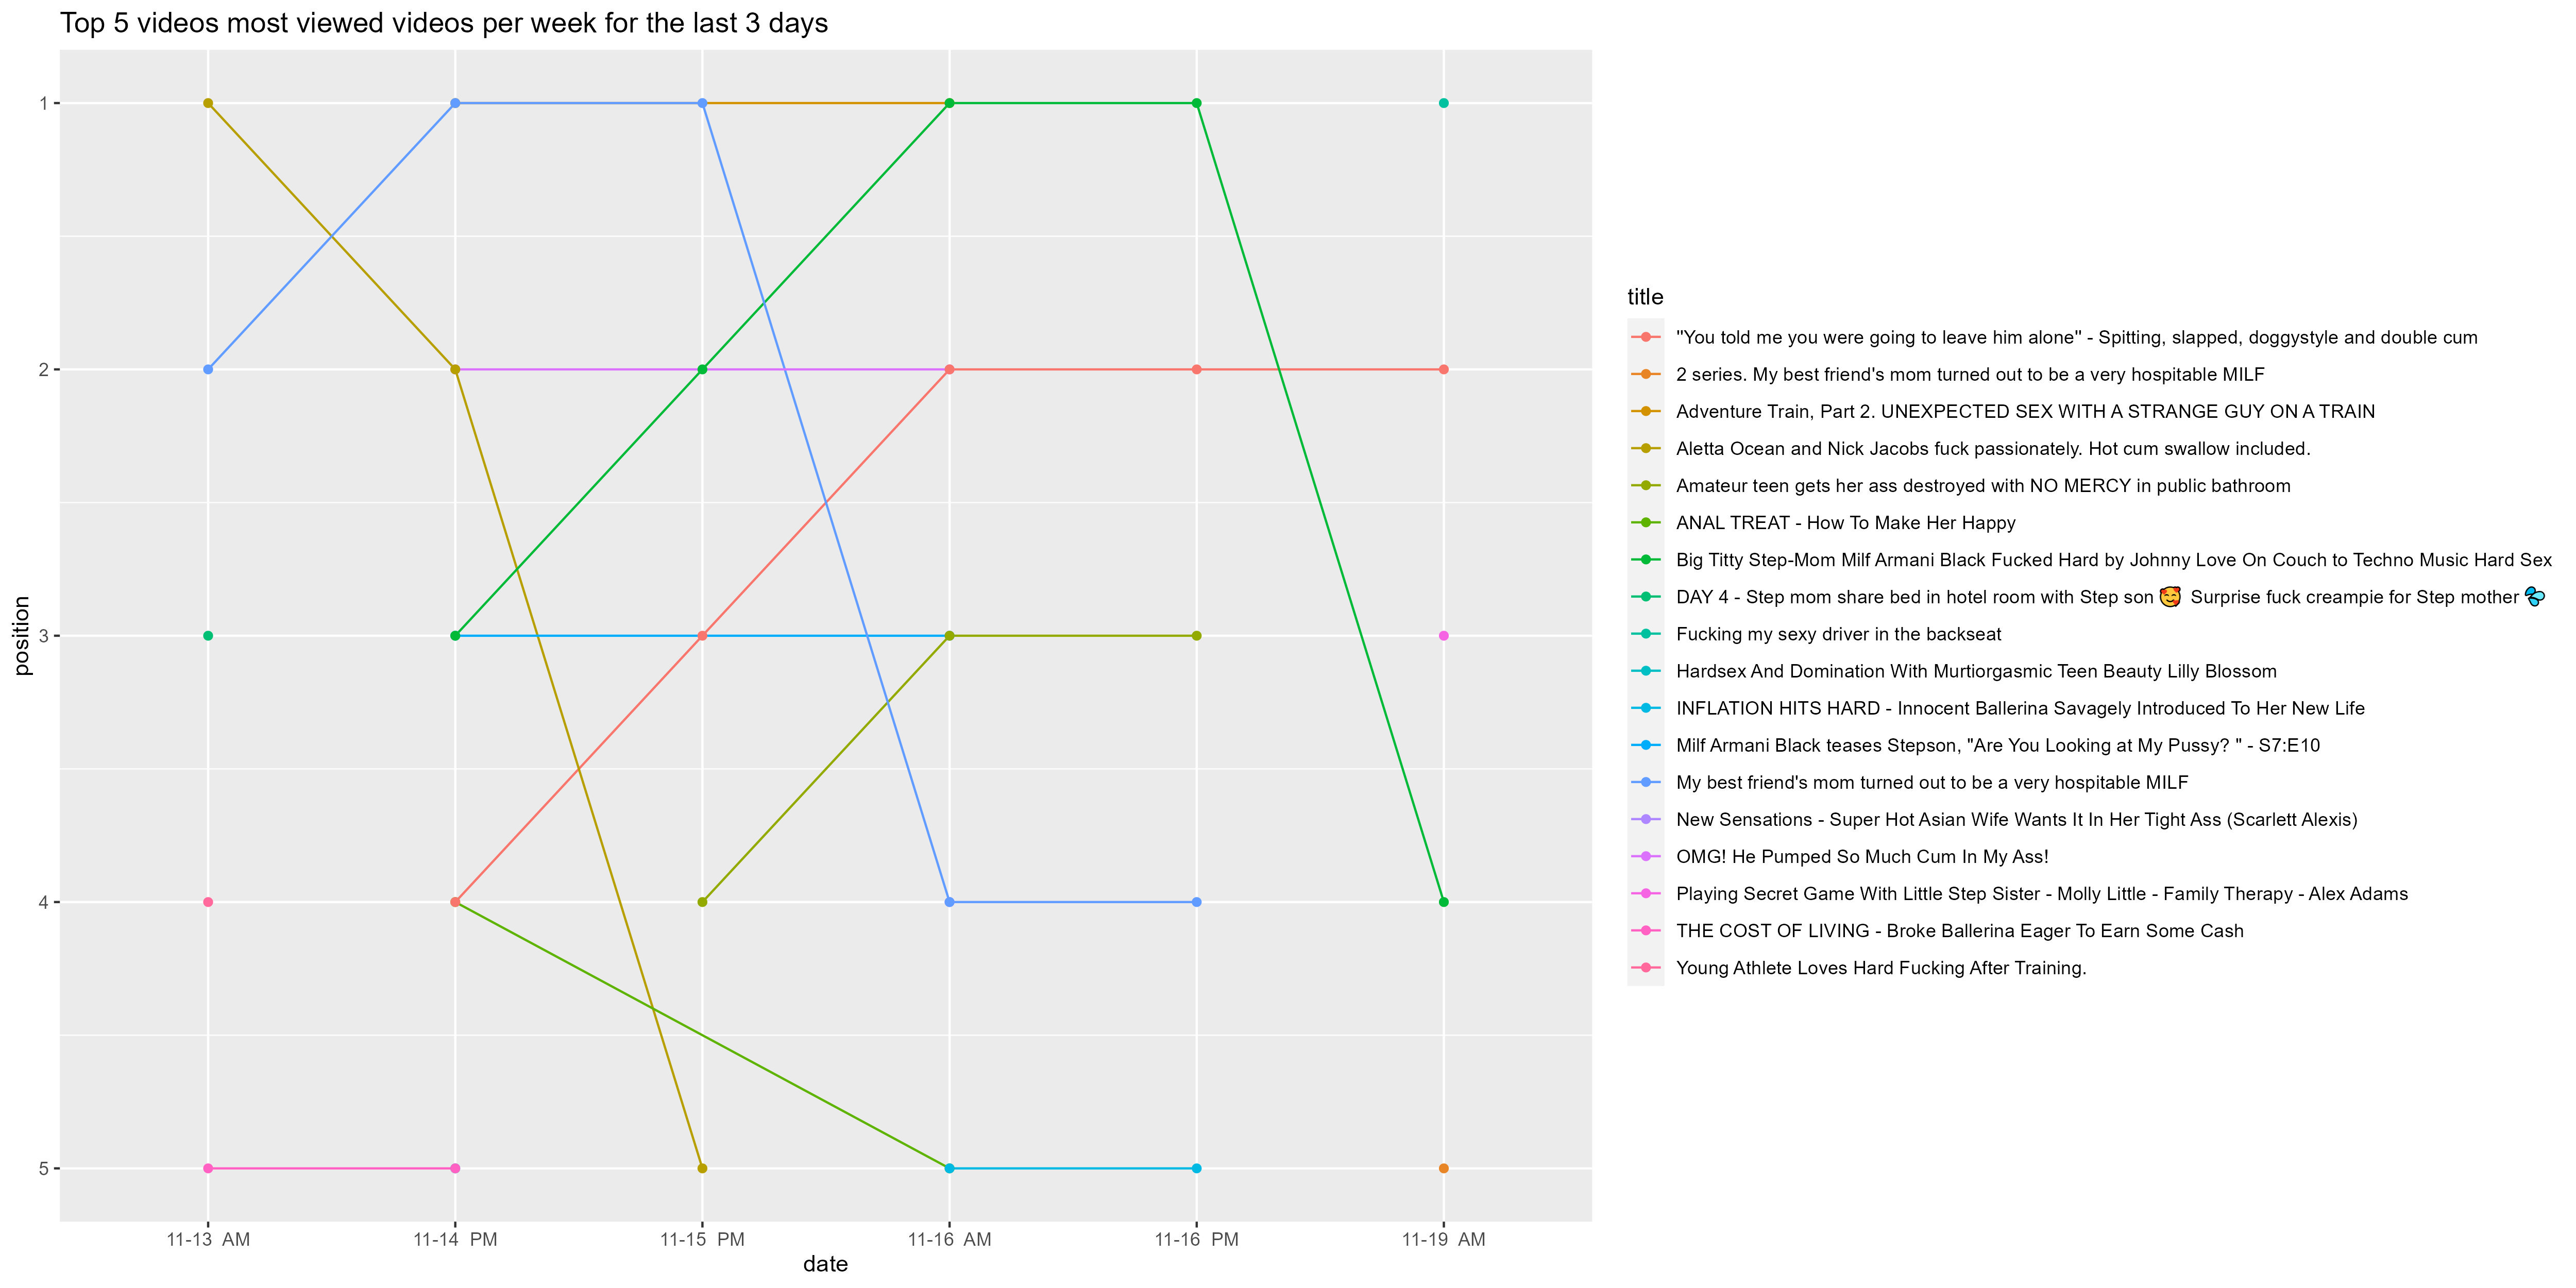 Top 5 videos most viewed videos per week for the last 3 days
position
1
2
3
4
5
11-13 AM
11-14 PM
11-15 PM
11-16 AM
11-16 PM
11-19 AM
date
title
"You told me you were going to leave him alone" - Spitting, slapped, doggystyle and double cum
2 series. My best friend's mom turned out to be a very hospitable MILF
Adventure Train, Part 2. UNEXPECTED SEX WITH A STRANGE GUY ON A TRAIN
Aletta Ocean and Nick Jacobs fuck passionately. Hot cum swallow included.
Amateur teen gets her ass destroyed with NO MERCY in public bathroom
ANAL TREAT - How To Make Her Happy
Big Titty Step-Mom Milf Armani Black Fucked Hard by Johnny Love On Couch to Techno Music Hard Sex
DAY 4 - Step mom share bed in hotel room with Step son 🥰 Surprise fuck creampie for Step mother 💦
Fucking my sexy driver in the backseat
Hardsex And Domination With Murtiorgasmic Teen Beauty Lilly Blossom
INFLATION HITS HARD - Innocent Ballerina Savagely Introduced To Her New Life
Milf Armani Black teases Stepson, "Are You Looking at My Pussy? " - S7:E10
My best friend's mom turned out to be a very hospitable MILF
New Sensations - Super Hot Asian Wife Wants It In Her Tight Ass (Scarlett Alexis)
OMG! He Pumped So Much Cum In My Ass!
Playing Secret Game With Little Step Sister - Molly Little - Family Therapy - Alex Adams
THE COST OF LIVING - Broke Ballerina Eager To Earn Some Cash
Young Athlete Loves Hard Fucking After Training.